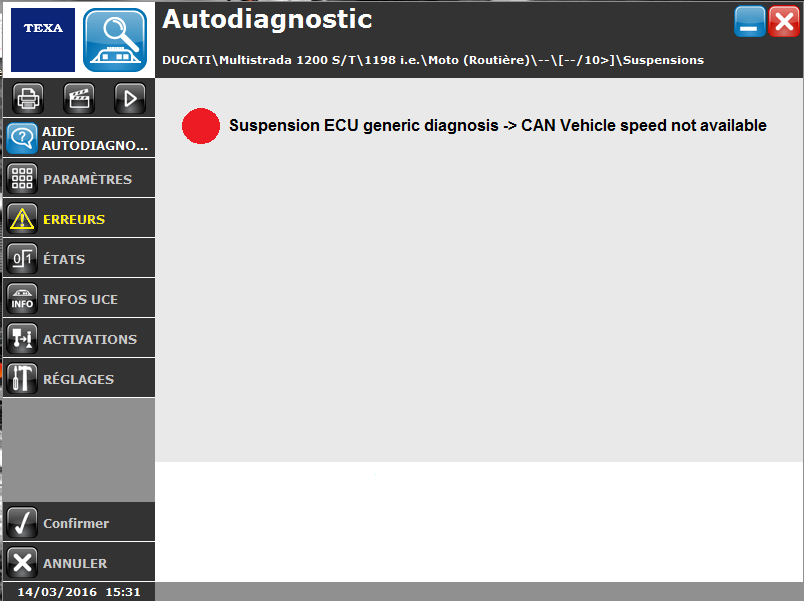 TEXA
Autodiagnostic
DUCATI\Multistrada 1200 S/T\1198 i.e.\Moto (Routière)\--\[--/10>]\Suspensions
AIDE
AUTODIAGNO...
PARAMÈTRES
ERREURS
0 1
ÉTATS
INFO
INFOS UCE
ACTIVATIONS
RÉGLAGES
Suspension ECU generic diagnosis -> CAN Vehicle speed not available
Confirmer
ANNULER
14/03/2016 15:31